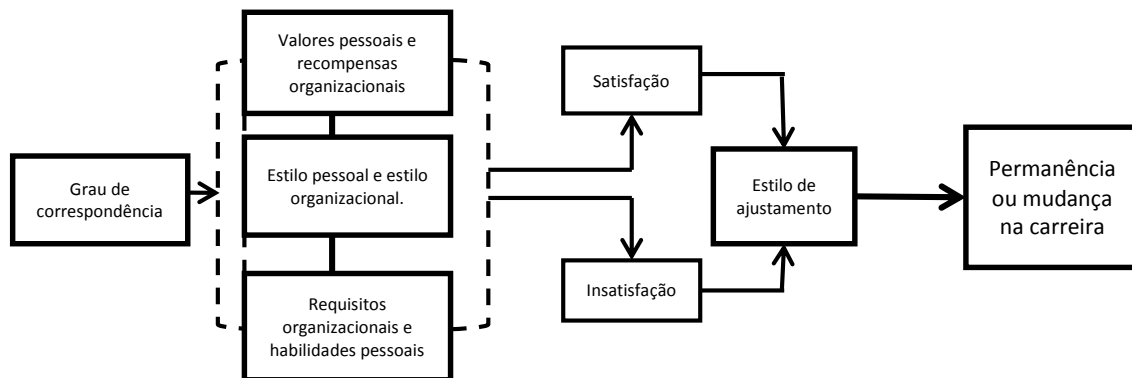 Grau de
correspondência
Valores pessoais e
recompensas
organizacionais
Estilo pessoal e estilo
organizacional.
Requisitos
organizacionais e
habilidades pessoais
Satisfação
Insatisfação
Estilo de
ajustamento
Permanência
ou mudança
na carreira